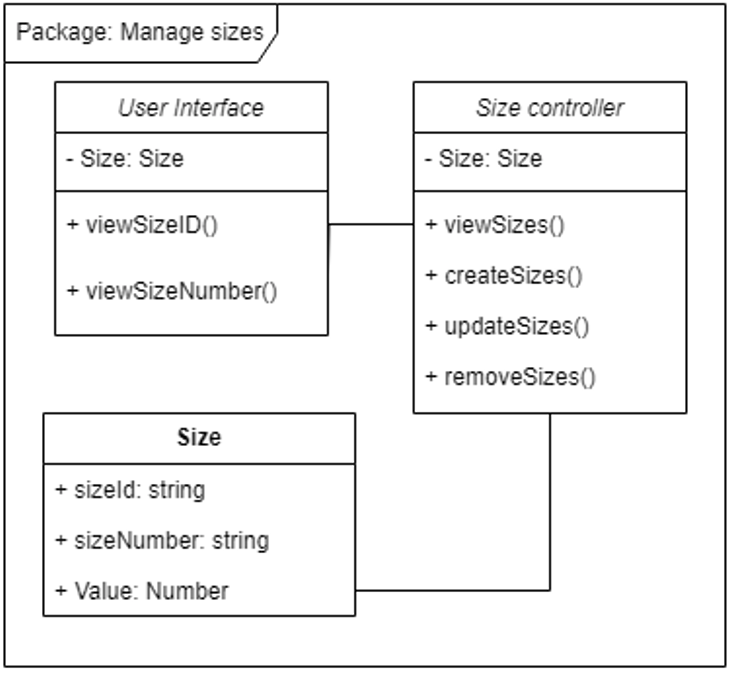 Package: Manage sizes
User Interface
- Size: Size
+ viewSizeID()
+ viewSizeNumber()
Size controller
- Size: Size
+ viewSizes()
+ createSizes()
+ updateSizes()
+ removeSizes()
Size
+ sizeId: string
+ sizeNumber: string
+ Value: Number